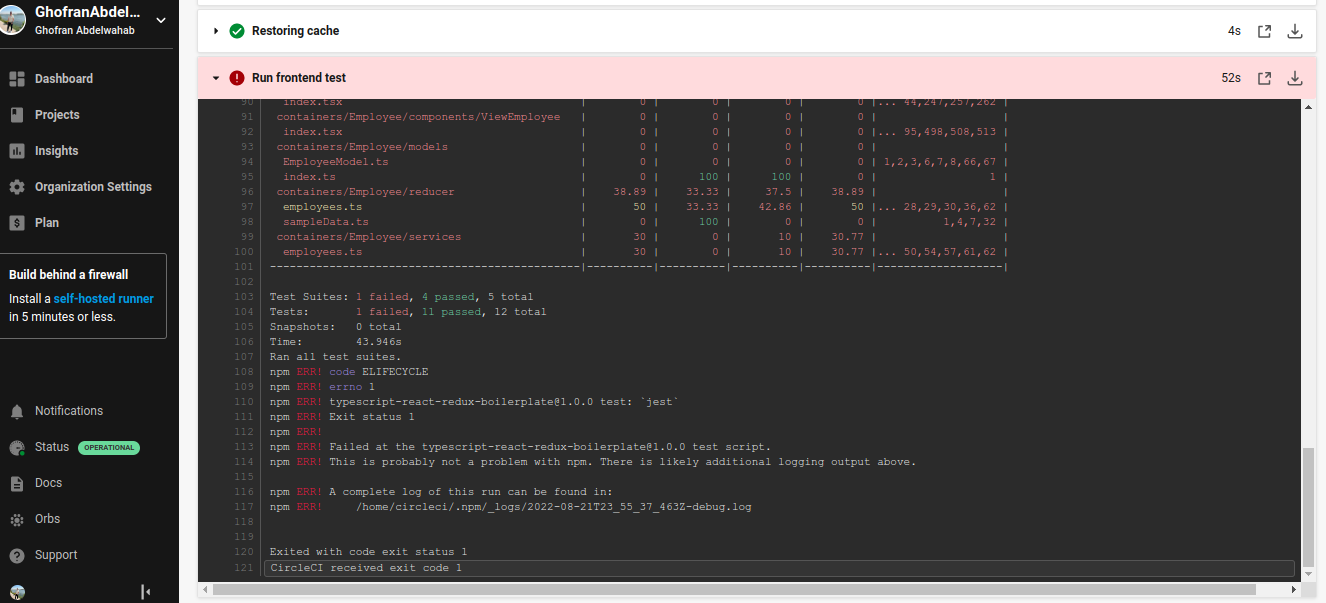 GhofranAbdel...
Ghofran Abdelwahab
Dashboard
Projects
Insights
Organization Settings
Plan
Build behind a firewall
Install a self-hosted runner
in 5 minutes or less.
Notifications
Status OPERATIONAL
Docs
Orbs
Support
Restoring cache 4s
Run frontend test 52s
90 index.tsx | 0 | 0 | 0 | 0 |... 44,247,257,262 |
91 containers/Employee/components/ViewEmployee | 0 | 0 | 0 | 0 | |
92 index.tsx | 0 | 0 | 0 | 0 |... 95,498,508,513 |
93 containers/Employee/models | 0 | 0 | 0 | 0 | |
94 EmployeeModel.ts | 0 | 0 | 0 | 0 | 1,2,3,6,7,8,66,67 |
95 index.ts | 0 | 100 | 100 | 0 | 1 |
96 containers/Employee/reducer | 38.89 | 33.33 | 37.5 | 38.89 | |
97 employees.ts | 50 | 33.33 | 42.86 | 50 |... 28,29,30,36,62 |
98 sampleData.ts | 0 | 100 | 0 | 0 | 1,4,7,32 |
99 containers/Employee/services | 30 | 0 | 10 | 30.77 | |
100 employees.ts | 30 | 0 | 10 | 30.77 |... 50,54,57,61,62 |
101 -----------------------------------------------|----------|----------|----------|----------|-------------------|
102
103 Test Suites: 1 failed, 4 passed, 5 total
104 Tests: 1 failed, 11 passed, 12 total
105 Snapshots: 0 total
106 Time: 43.946s
107 Ran all test suites.
108 npm ERR! code ELIFECYCLE
109 npm ERR! errno 1
110 npm ERR! typescript-react-redux-boilerplate@1.0.0 test: `jest`
111 npm ERR! Exit status 1
112 npm ERR!
113 npm ERR! Failed at the typescript-react-redux-boilerplate@1.0.0 test script.
114 npm ERR! This is probably not a problem with npm. There is likely additional logging output above.
115
116 npm ERR! A complete log of this run can be found in:
117 npm ERR! /home/circleci/.npm/_logs/2022-08-21T23_55_37_463Z-debug.log
118
119
120 Exited with code exit status 1
121 CircleCI received exit code 1